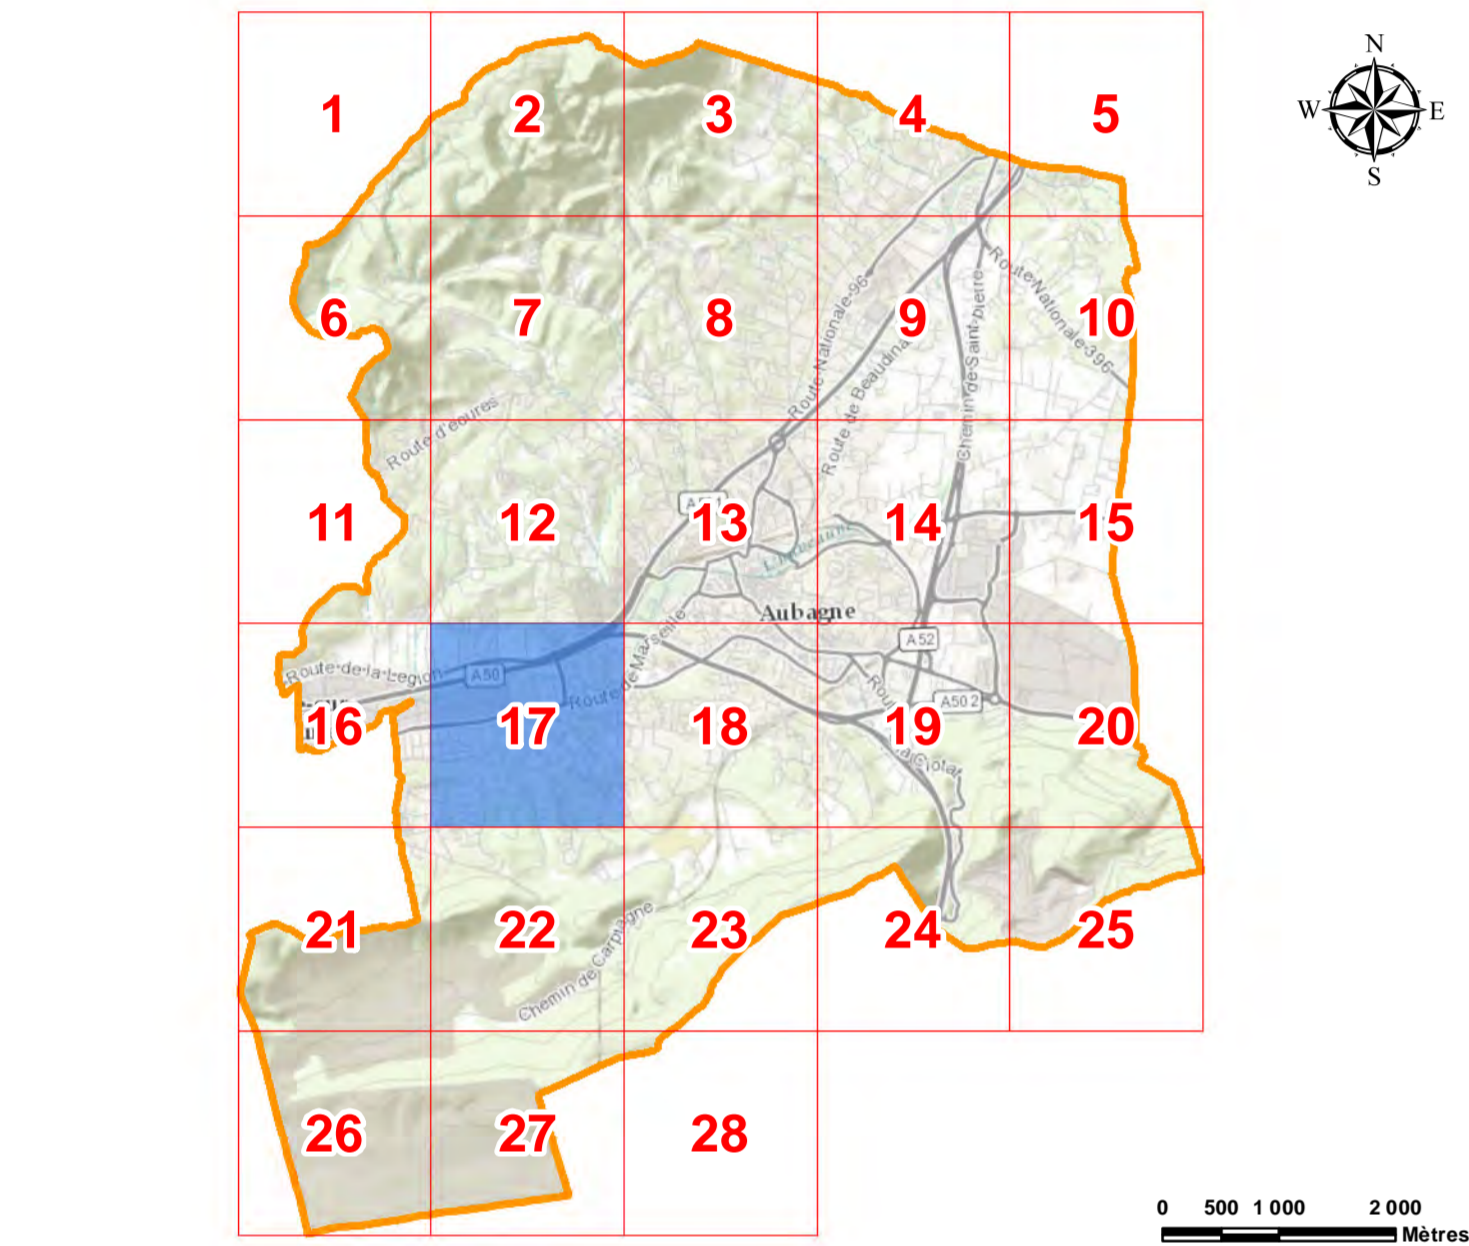 N
W E
S
1 2 3 4 5
6 7 8 9 10
Route Nationale 96
Route de Beaudina
Chemin de Saint-pierre
Route Nationale 396
Route d'eoures
11 12 13 14 15
Aubagne
A 52
Route-de-la-Legion
A50
Route de Marseille
A50 2
16 17 18 19 20
la Ciotat
21 22 23 24 25
Chemin de Carpiagne
26 27 28
0 500 1 000 2 000
Mètres